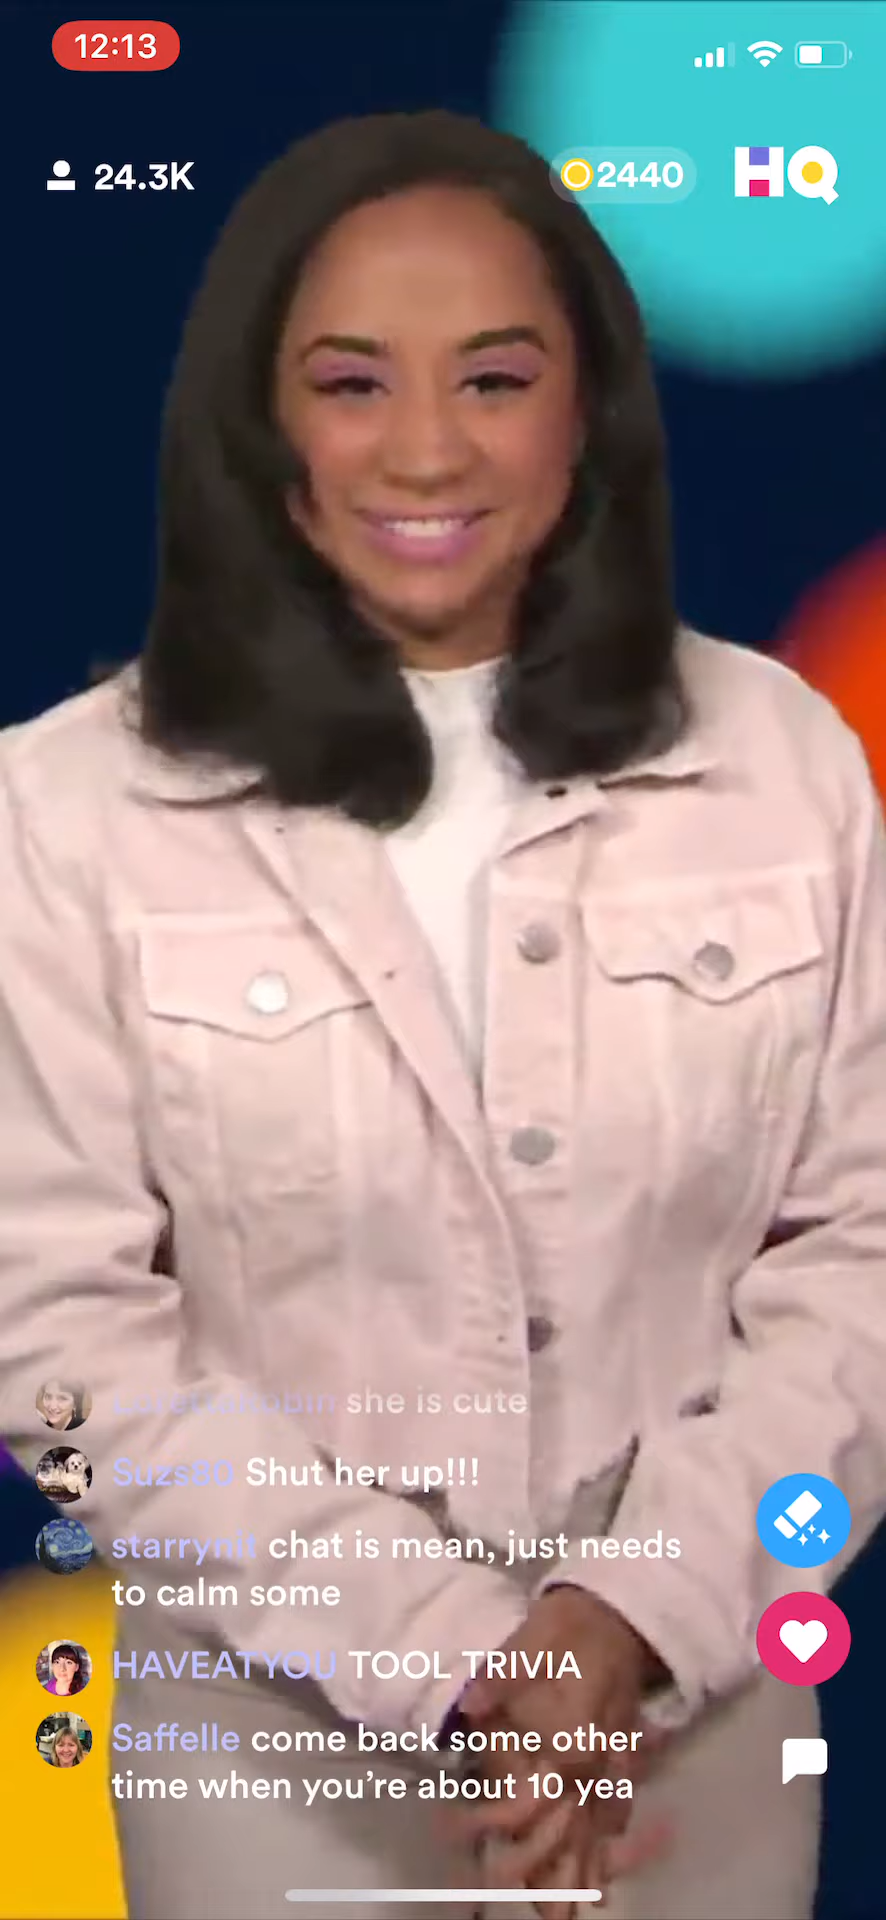 12:13
24.3K
2440
HQ
LorettaRobin she is cute
Suzs80 Shut her up!!!
starrynit chat is mean, just needs
to calm some
HAVEATYOU TOOL TRIVIA
Saffelle come back some other
time when you're about 10 yea